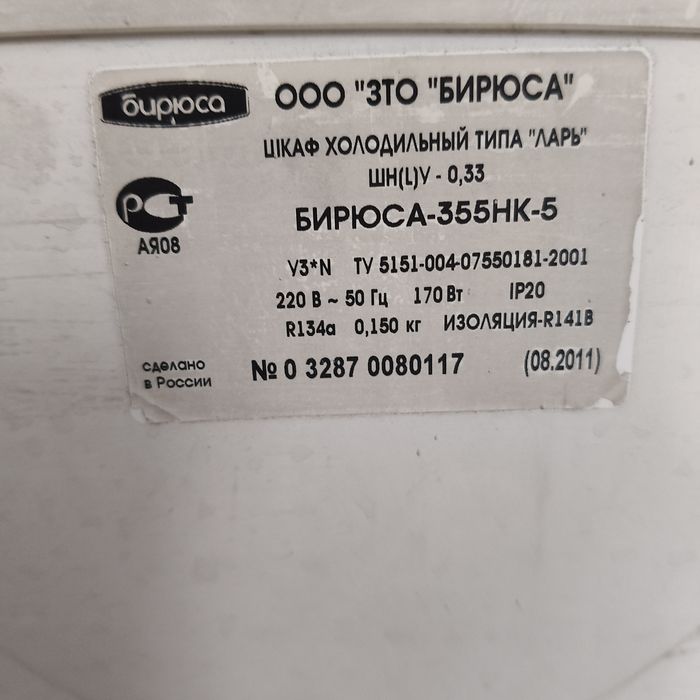 бирюса
ООО "ЗТО "БИРЮСА"
ШКАФ ХОЛОДИЛЬНЫЙ ТИПА "ЛАРЬ"
ШН(L)У - 0,33
РСТ
АЯ08
БИРЮСА-355НК-5
У3*N ТУ 5151-004-07550181-2001
220 В ~ 50 Гц 170 Вт IP20
R134a 0,150 кг ИЗОЛЯЦИЯ-R141B
сделано
в России
№ 0 3287 0080117 (08.2011)